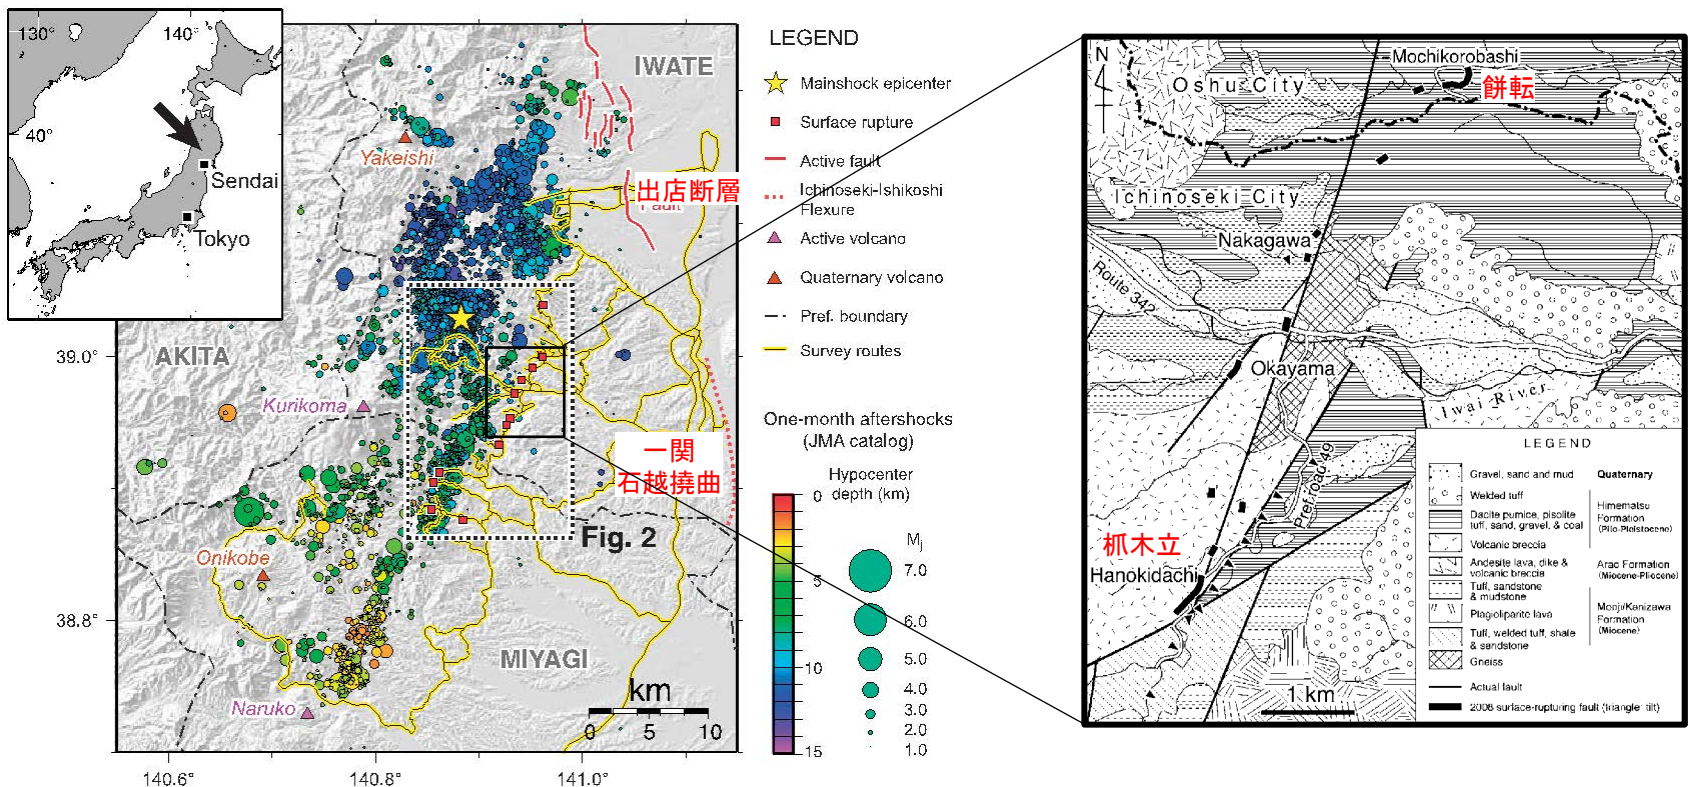 130°
140°
40°
Sendai
Tokyo
IWATE
Yakeishi
出店断層
Fault
AKITA
Kurikoma
一関
石越撓曲
Fig. 2
Onikobe
MIYAGI
Naruko
km
0 5 10
39.0°
38.8°
140.6° 140.8° 141.0°
LEGEND
Mainshock epicenter
Surface rupture
Active fault
Ichinoseki-Ishikoshi
Flexure
Active volcano
Quaternary volcano
Pref. boundary
Survey routes
One-month aftershocks
(JMA catalog)
Hypocenter
depth (km)
0
5
10
15
Mj
7.0
6.0
5.0
4.0
3.0
2.0
1.0
N
Mochikorobashi
餅転
Oshu City
Ichinoseki City
Nakagawa
Route 342
Okayama
Iwai River
Pref. road 49
Hanokidachi
1 km
LEGEND
Gravel, sand and mud
Quaternary
Welded tuff
Dacite pumice, pisolite
tuff, sand, gravel, & coal
Himematsu
Formation
(Plio-Pleistocene)
Volcanic breccia
Andesite lava, dike &
volcanic breccia
Arao Formation
(Miocene-Pliocene)
Tuff, sandstone
& mudstone
Plagioliparite lava
Monji/Kanizawa
Formation
(Miocene)
Tuff, welded tuff, shale
& sandstone
Gneiss
Actual fault
2008 surface-rupturing fault (triangle: tilt)